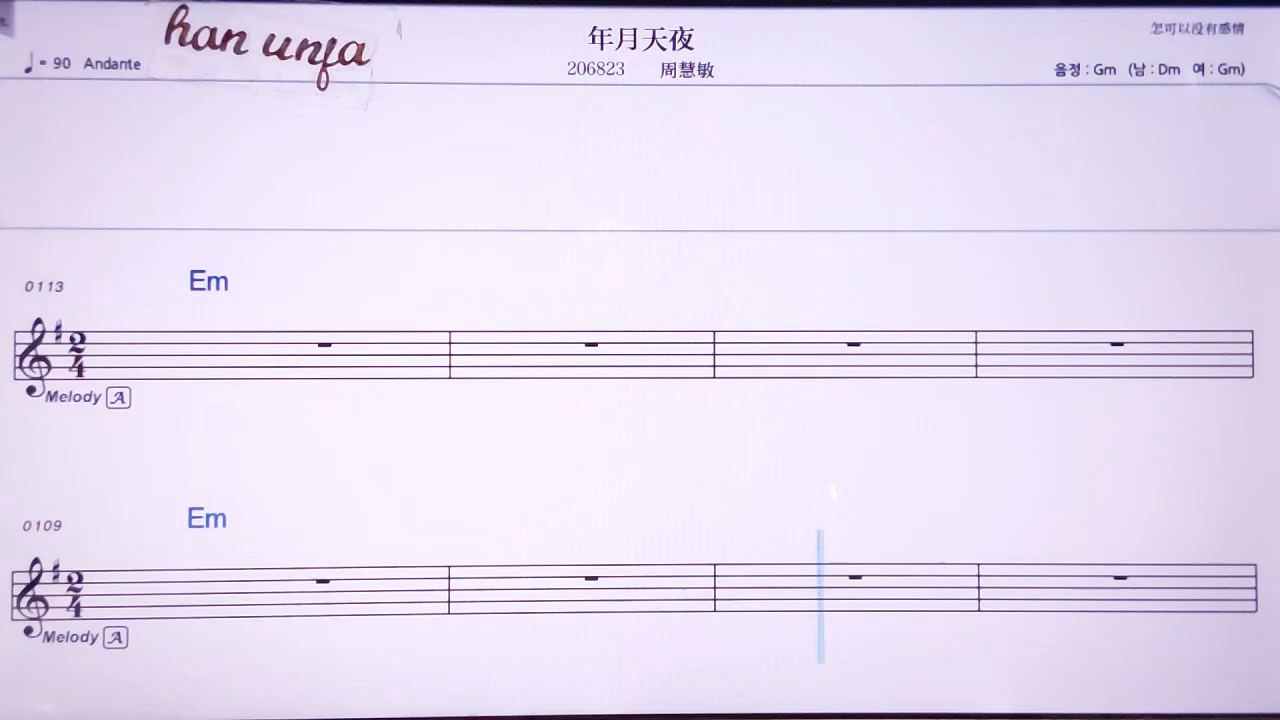 han unfa
年月天夜
怎可以没有感情
♩= 90 Andante
206823 周慧敏
음정 : Gm (남 : Dm 여 : Gm)
0113 Em
2/4
Melody A
0109 Em
2/4
Melody A